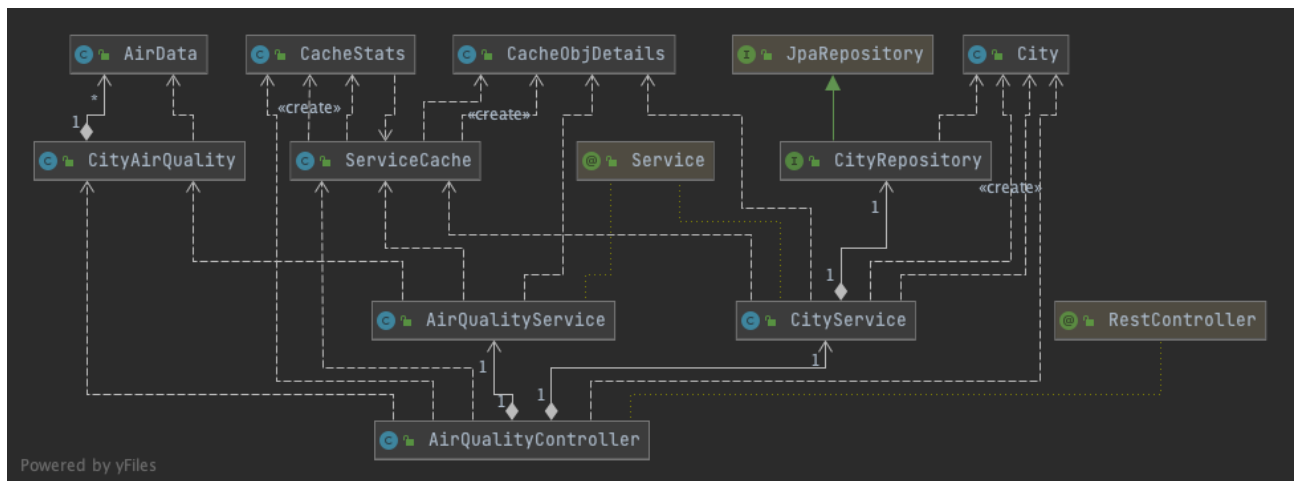 C AirData
C CacheStats
C CacheObjDetails
I JpaRepository
C City
*
«create»
«create»
1
C CityAirQuality
C ServiceCache
@ Service
I CityRepository
«create»
1
1
C AirQualityService
C CityService
@ RestController
1
1
1
1
C AirQualityController
Powered by yFiles